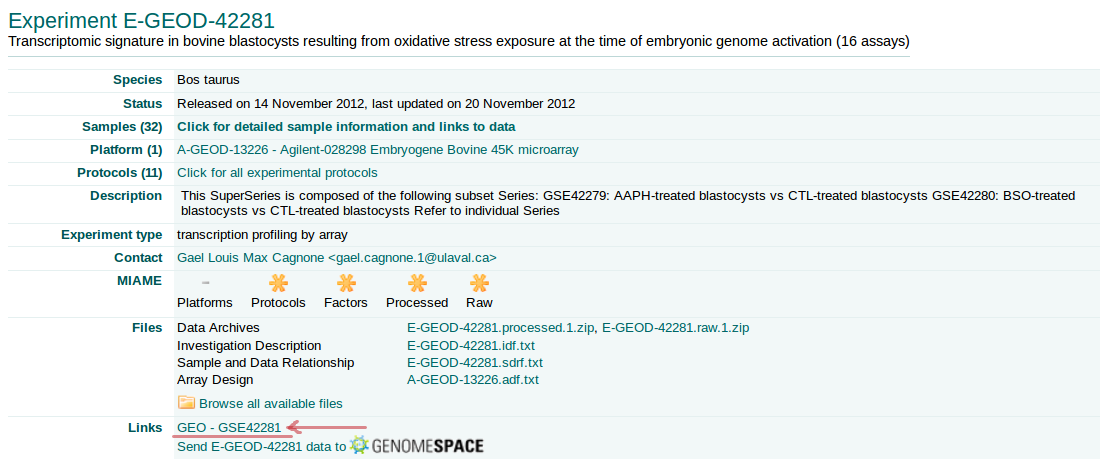 Experiment E-GEOD-42281
Transcriptomic signature in bovine blastocysts resulting from oxidative stress exposure at the time of embryonic genome activation (16 assays)
Species Bos taurus
Status Released on 14 November 2012, last updated on 20 November 2012
Samples (32) Click for detailed sample information and links to data
Platform (1) A-GEOD-13226 - Agilent-028298 Embryogene Bovine 45K microarray
Protocols (11) Click for all experimental protocols
Description This SuperSeries is composed of the following subset Series: GSE42279: AAPH-treated blastocysts vs CTL-treated blastocysts GSE42280: BSO-treated
blastocysts vs CTL-treated blastocysts Refer to individual Series
Experiment type transcription profiling by array
Contact Gael Louis Max Cagnone <gael.cagnone.1@ulaval.ca>
MIAME -
Platforms Protocols Factors Processed Raw
Files Data Archives E-GEOD-42281.processed.1.zip, E-GEOD-42281.raw.1.zip
Investigation Description E-GEOD-42281.idf.txt
Sample and Data Relationship E-GEOD-42281.sdrf.txt
Array Design A-GEOD-13226.adf.txt
Browse all available files
Links GEO - GSE42281
Send E-GEOD-42281 data to GENOMESPACE